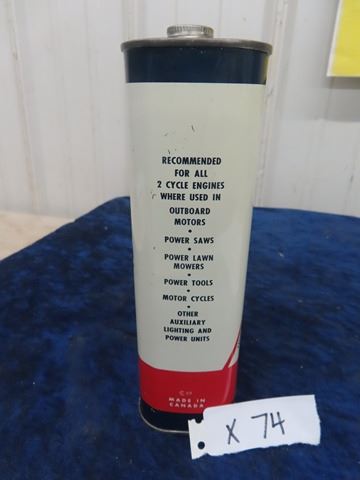 RECOMMENDED
FOR ALL
2 CYCLE ENGINES
WHERE USED IN
OUTBOARD
MOTORS
•
POWER SAWS
•
POWER LAWN
MOWERS
•
POWER TOOLS
•
MOTOR CYCLES
•
OTHER
AUXILIARY
LIGHTING AND
POWER UNITS
MADE IN
CANADA
X 74